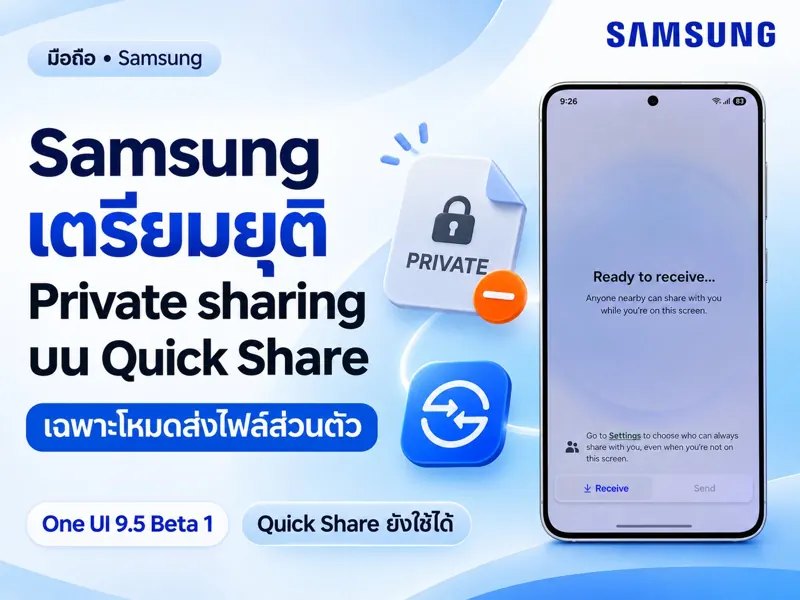 มือถือ • Samsung
SAMSUNG
Samsung
เตรียมยุติ
Private sharing
บน Quick Share
เฉพาะโหมดส่งไฟล์ส่วนตัว
One UI 9.5 Beta 1
Quick Share ยังใช้ได้
PRIVATE
9:26
83
Ready to receive...
Anyone nearby can share with you
while you're on this screen.
Go to Settings to choose who can always
share with you, even when you're not on
this screen.
Receive
Send